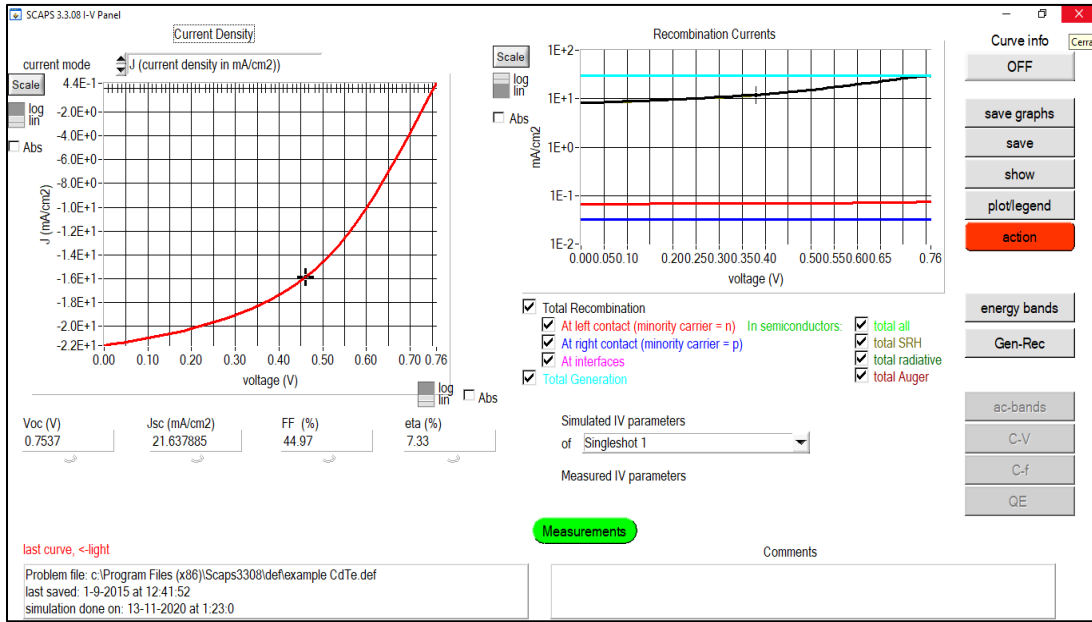 SCAPS 3.3.08 I-V Panel
Current Density
current mode
J (current density in mA/cm2))
Scale
log
lin
Abs
4.4E-1
-2.0E+0
-4.0E+0
-6.0E+0
-8.0E+0
-1.0E+1
-1.2E+1
-1.4E+1
-1.6E+1
-1.8E+1
-2.0E+1
-2.2E+1
J (mA/cm2)
0.00 0.10 0.20 0.30 0.40 0.50 0.60 0.70 0.76
voltage (V)
log
lin
Abs
Recombination Currents
Scale
log
lin
Abs
1E+2
1E+1
1E+0
1E-1
1E-2
mA/cm2
0.000.050.10 0.200.250.300.350.40 0.500.550.600.65 0.76
voltage (V)
Total Recombination
At left contact (minority carrier = n)
At right contact (minority carrier = p)
At interfaces
Total Generation
In semiconductors:
total all
total SRH
total radiative
total Auger
Voc (V) Jsc (mA/cm2) FF (%) eta (%)
0.7537 21.637885 44.97 7.33
Simulated IV parameters
of Singleshot 1
Measured IV parameters
Measurements
last curve, <-light
Problem file: c:\Program Files (x86)\Scaps3308\def\example CdTe.def
last saved: 1-9-2015 at 12:41:52
simulation done on: 13-11-2020 at 1:23:0
Comments
Curve info
Cerra
OFF
save graphs
save
show
plot/legend
action
energy bands
Gen-Rec
ac-bands
C-V
C-f
QE